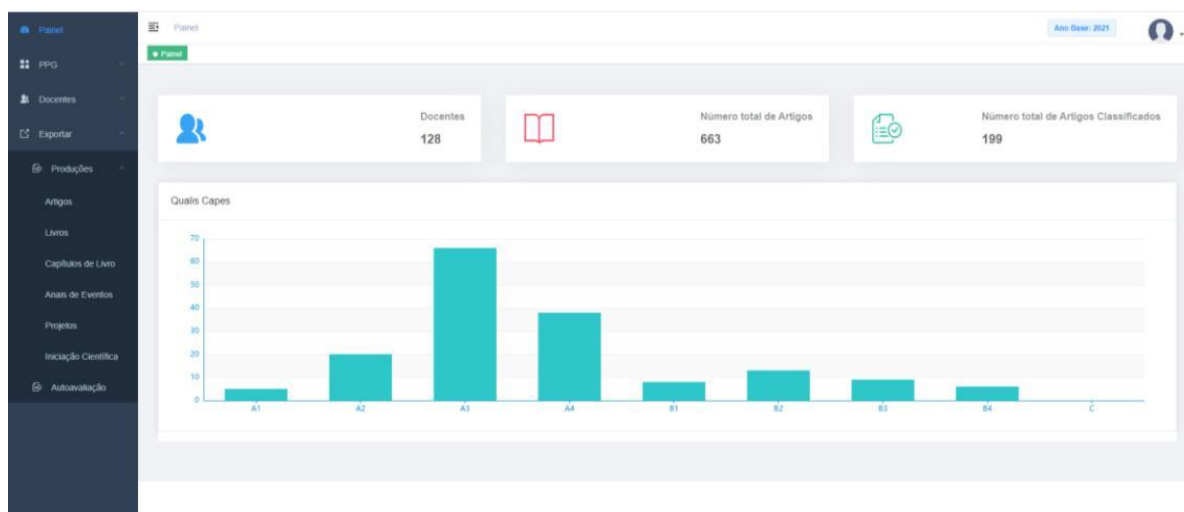 Painel
PPG
Docentes
Exportar
Produções
Artigos
Livros
Capítulos de Livro
Anais de Eventos
Projetos
Iniciação Científica
Autoavaliação
Painel
Ano Base: 2021
Painel
Docentes
128
Número total de Artigos
663
Número total de Artigos Classificados
199
Qualis Capes
70
60
50
40
30
20
10
0
A1 A2 A3 A4 B1 B2 B3 B4 C